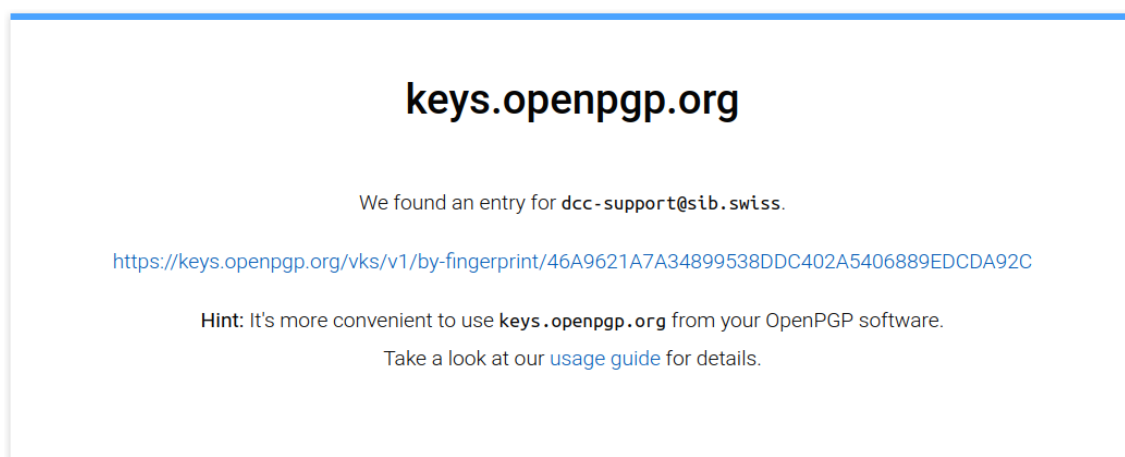 keys.openpgp.org
We found an entry for dcc-support@sib.swiss.
https://keys.openpgp.org/vks/v1/by-fingerprint/46A9621A7A34899538DDC402A5406889EDCDA92C
Hint: It's more convenient to use keys.openpgp.org from your OpenPGP software.
Take a look at our usage guide for details.